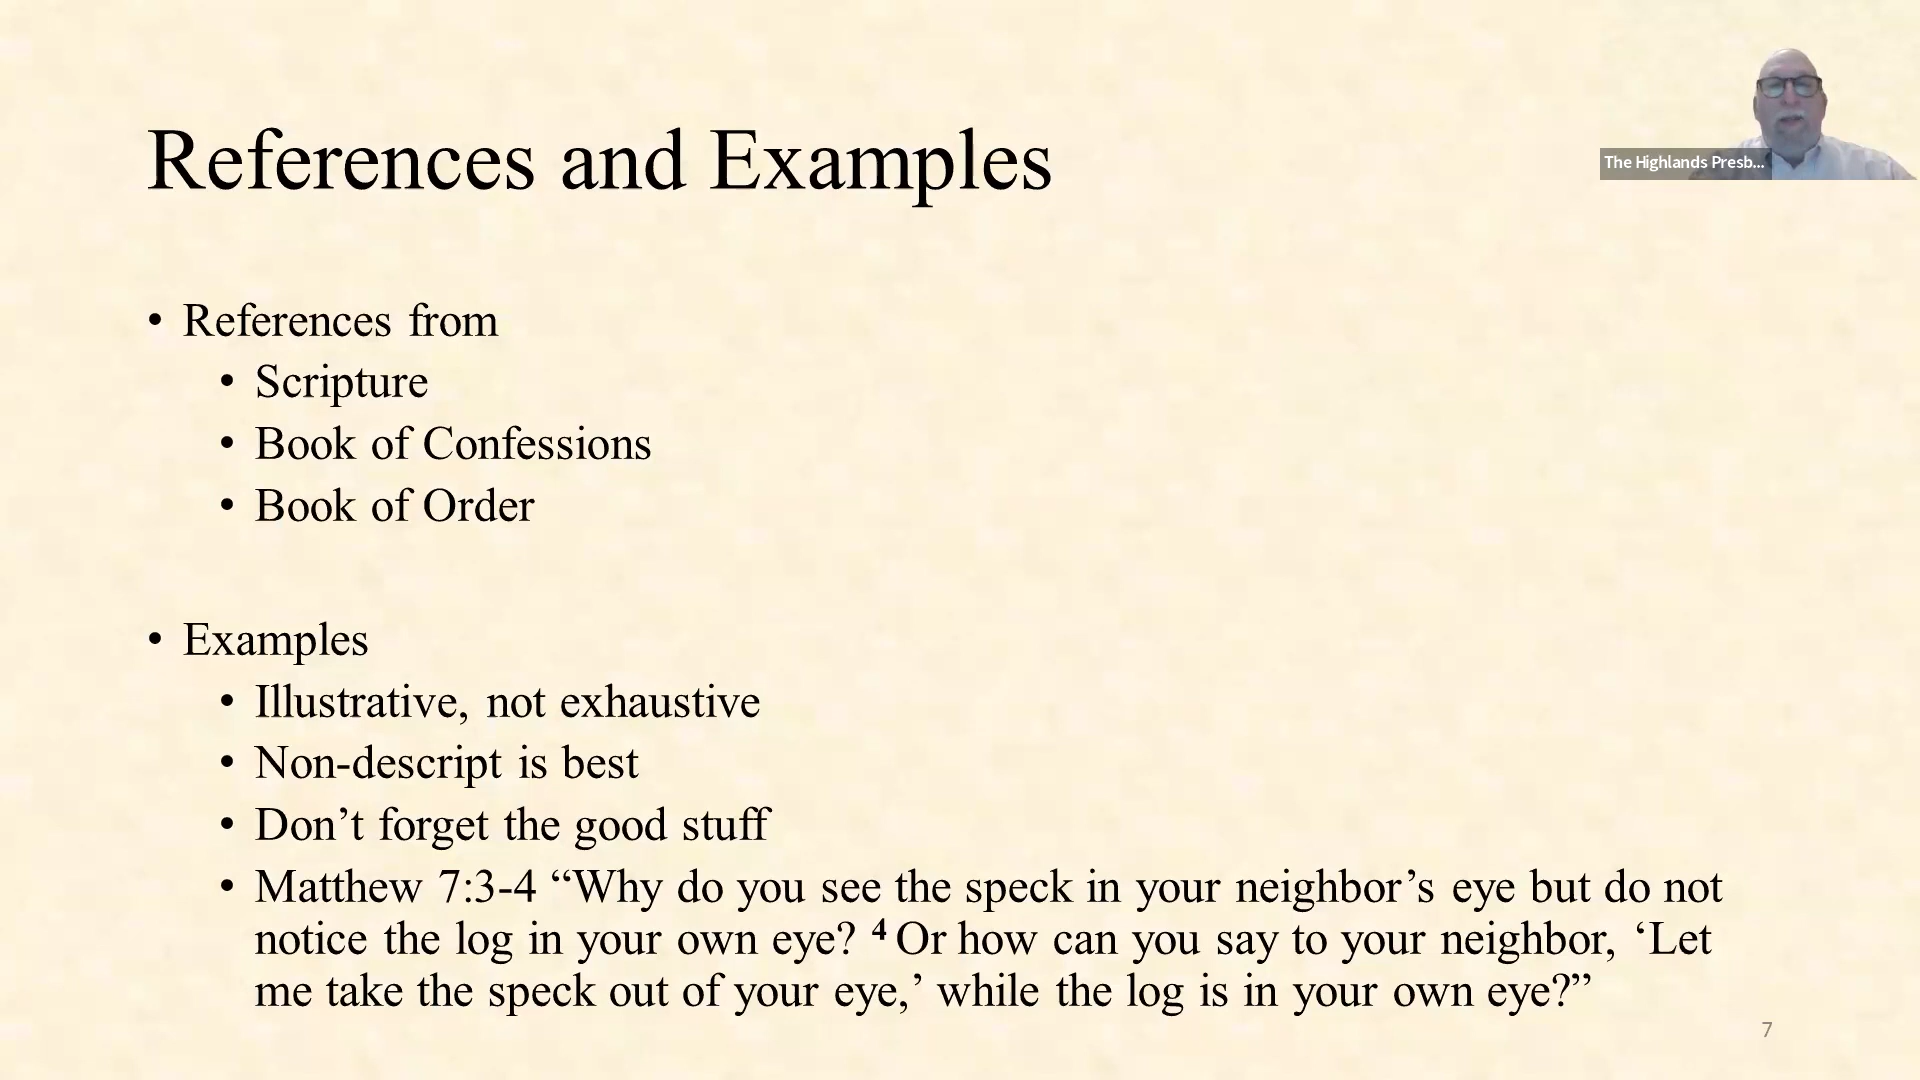 References and Examples
The Highlands Presb...
• References from
• Scripture
• Book of Confessions
• Book of Order
• Examples
• Illustrative, not exhaustive
• Non-descript is best
• Don’t forget the good stuff
• Matthew 7:3-4 “Why do you see the speck in your neighbor’s eye but do not
notice the log in your own eye? 4 Or how can you say to your neighbor, ‘Let
me take the speck out of your eye,’ while the log is in your own eye?”
7